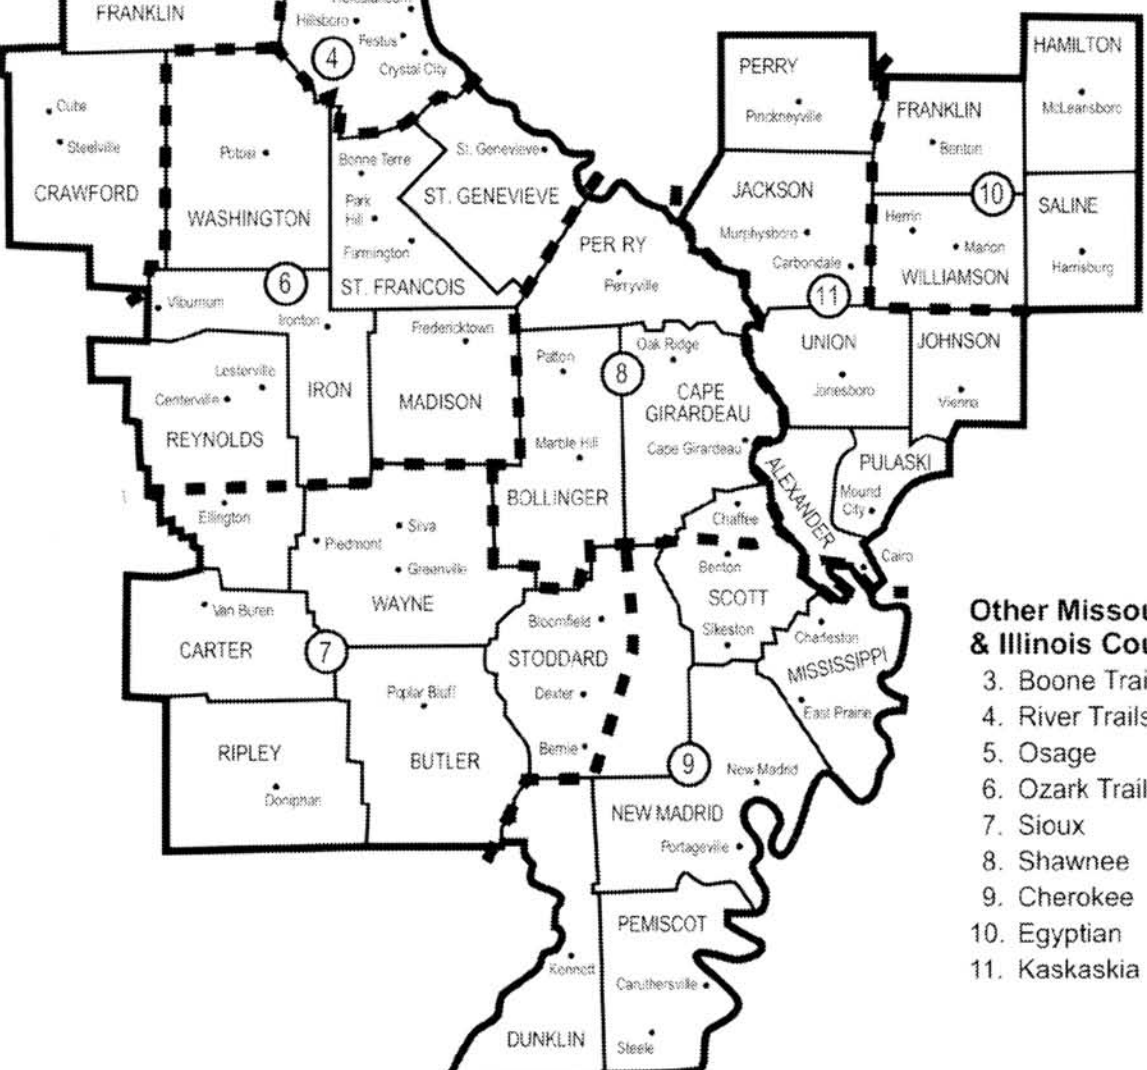 FRANKLIN
Hillsboro
Festus
4
Crystal City
PERRY
Pinckneyville
HAMILTON
McLeansboro
FRANKLIN
Benton
Cuba
Steelville
CRAWFORD
Potosi
WASHINGTON
Bonne Terre
Park
Hill
Farmington
ST. FRANCOIS
St. Genevieve
ST. GENEVIEVE
PER RY
Perryville
JACKSON
Murphysboro
Carbondale
10
Herrin
Marion
WILLIAMSON
SALINE
Harrisburg
6
11
Viburnum
Ironton
IRON
Fredericktown
MADISON
Lesterville
Centerville
REYNOLDS
Ellington
Patton
8
Oak Ridge
CAPE
GIRARDEAU
Cape Girardeau
Marble Hill
BOLLINGER
UNION
Jonesboro
JOHNSON
Vienna
PULASKI
Mound
City
ALEXANDER
Cairo
Silva
Piedmont
Greenville
WAYNE
Chaffee
Benton
SCOTT
Sikeston
Charleston
MISSISSIPPI
East Prairie
Van Buren
CARTER
7
Bloomfield
STODDARD
Dexter
Bernie
Poplar Bluff
BUTLER
RIPLEY
Doniphan
9
New Madrid
NEW MADRID
Portageville
PEMISCOT
Caruthersville
Steele
Kennett
DUNKLIN
Other Missou
& Illinois Cou
3. Boone Trai
4. River Trails
5. Osage
6. Ozark Trail
7. Sioux
8. Shawnee
9. Cherokee
10. Egyptian
11. Kaskaskia